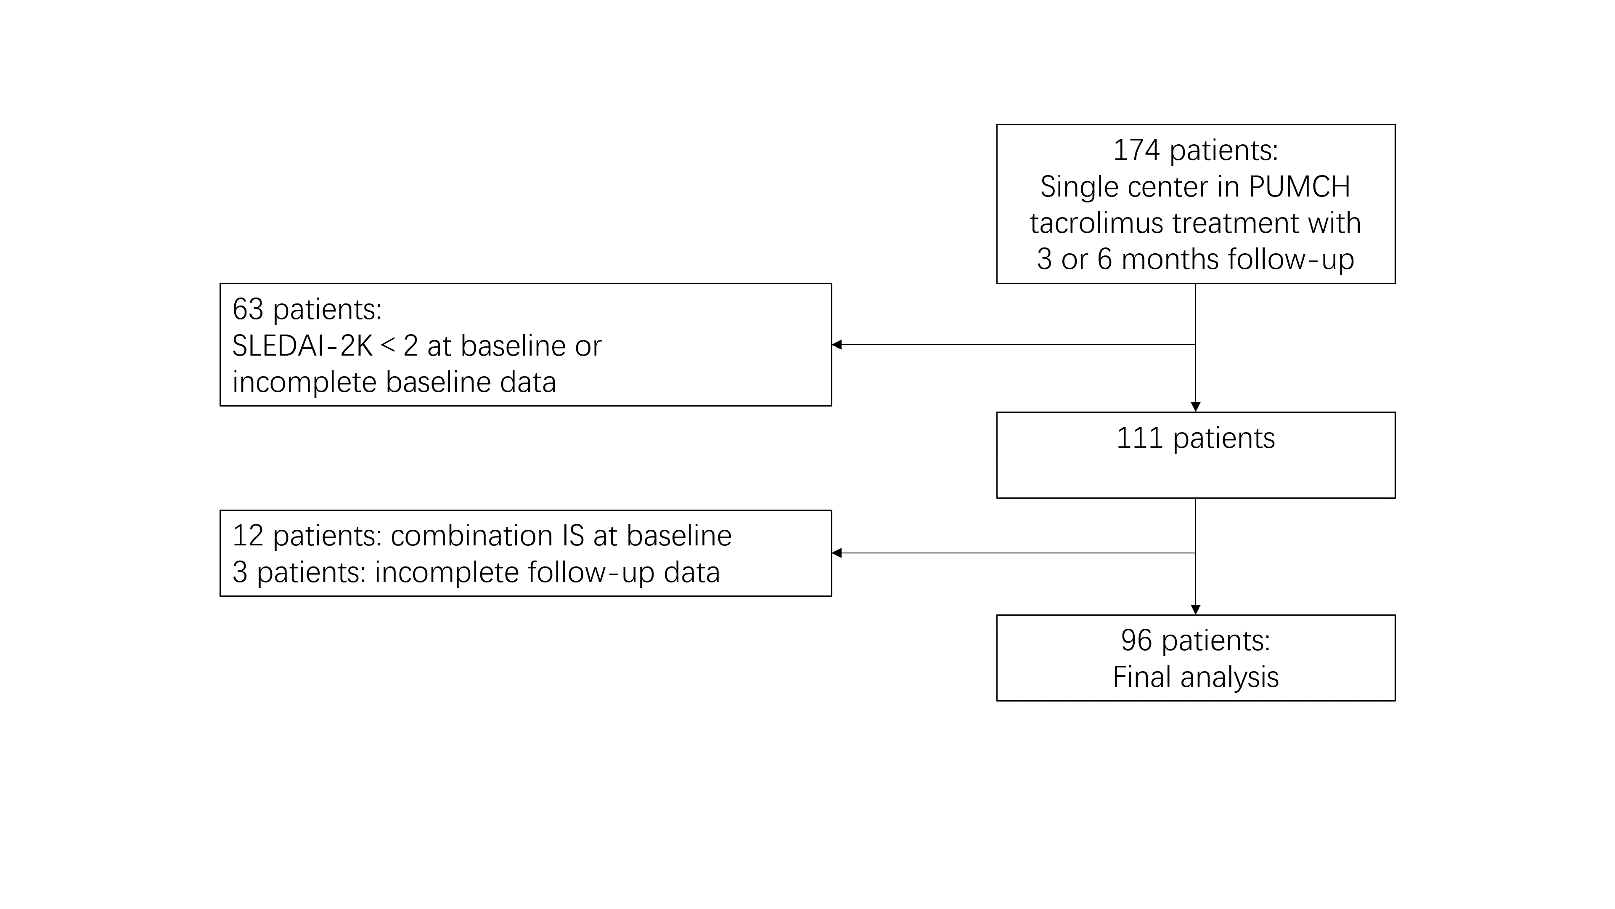 174 patients:
Single center in PUMCH
tacrolimus treatment with
3 or 6 months follow-up
63 patients:
SLEDAI-2K < 2 at baseline or
incomplete baseline data
111 patients
12 patients: combination IS at baseline
3 patients: incomplete follow-up data
96 patients:
Final analysis